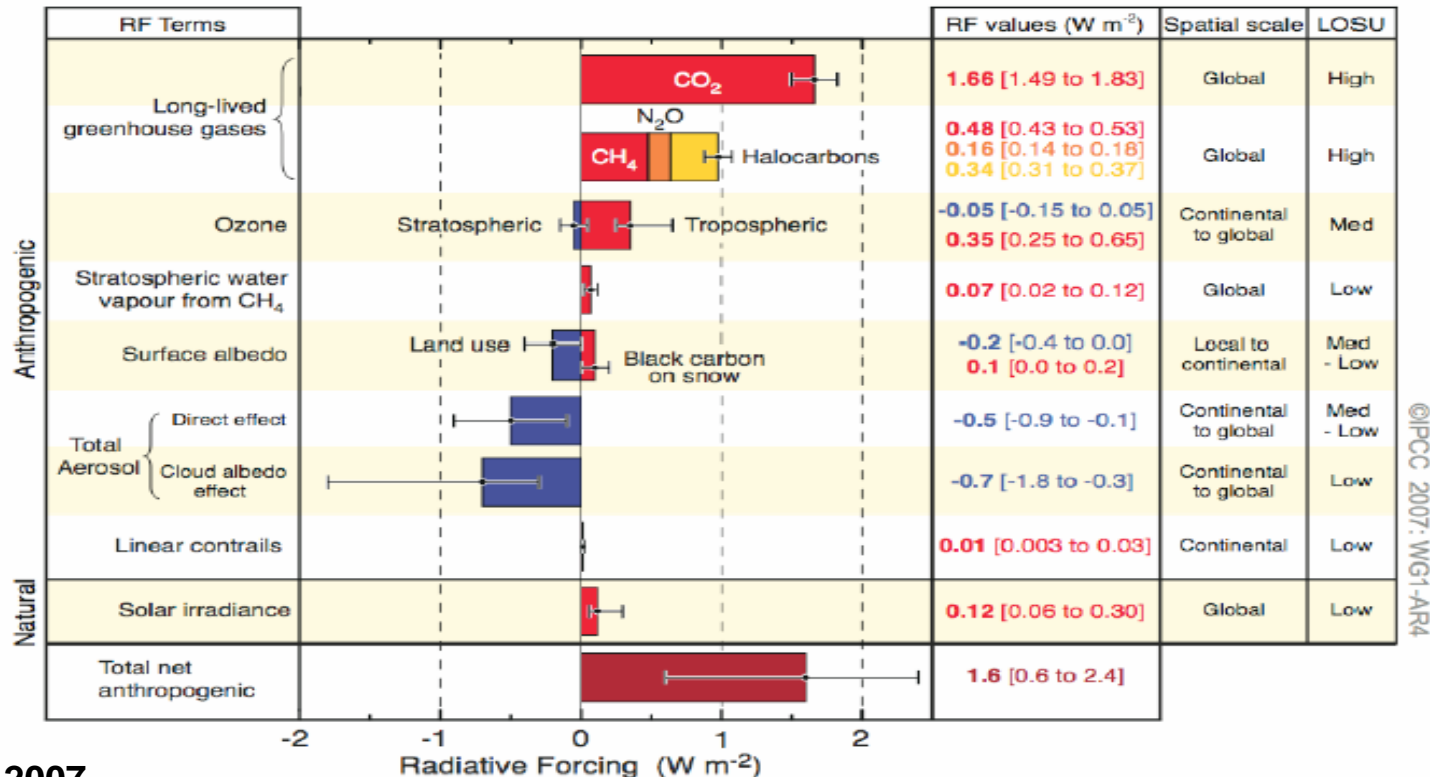 RF Terms
RF values (W m-2)
Spatial scale
LOSU
Anthropogenic
Long-lived
greenhouse gases
CO2
1.66 [1.49 to 1.83]
Global
High
N2O
CH4
Halocarbons
0.48 [0.43 to 0.53]
0.16 [0.14 to 0.18]
0.34 [0.31 to 0.37]
Global
High
Ozone
Stratospheric
Tropospheric
-0.05 [-0.15 to 0.05]
0.35 [0.25 to 0.65]
Continental
to global
Med
Stratospheric water
vapour from CH4
0.07 [0.02 to 0.12]
Global
Low
Surface albedo
Land use
Black carbon
on snow
-0.2 [-0.4 to 0.0]
0.1 [0.0 to 0.2]
Local to
continental
Med
- Low
Total
Aerosol
Direct effect
-0.5 [-0.9 to -0.1]
Continental
to global
Med
- Low
Cloud albedo
effect
-0.7 [-1.8 to -0.3]
Continental
to global
Low
Linear contrails
0.01 [0.003 to 0.03]
Continental
Low
Natural
Solar irradiance
0.12 [0.06 to 0.30]
Global
Low
Total net
anthropogenic
1.6 [0.6 to 2.4]
-2 -1 0 1 2
Radiative Forcing (W m-2)
©IPCC 2007: WG1-AR4
2007